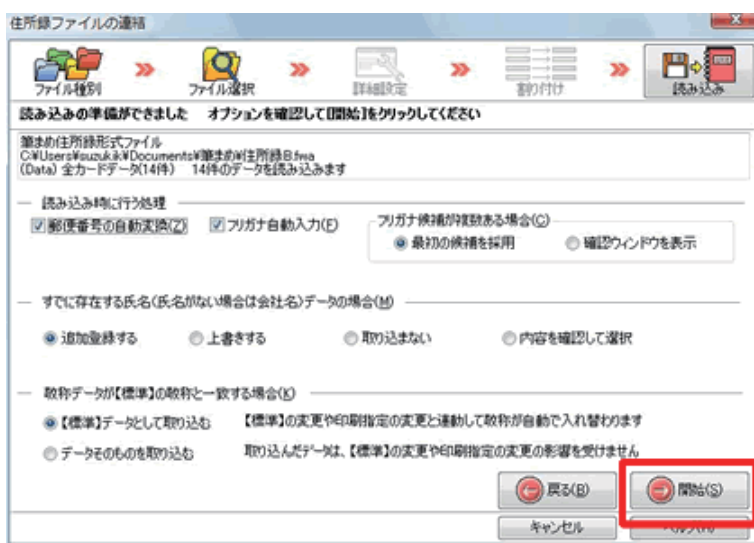 住所録ファイルの連結
ファイル種別 ファイル選択 詳細設定 割り付け 読み込み
読み込みの準備ができました オプションを確認して【開始】をクリックしてください
筆まめ住所録形式ファイル
C:¥Users¥suzukik¥Documents¥筆まめ¥住所録B.fwa
(Data) 全カードデータ(14件) 14件のデータを読み込みます
読み込み時に行う処理
郵便番号の自動変換(Z) フリガナ自動入力(F) フリガナ候補が複数ある場合(C)
最初の候補を採用 確認ウィンドウを表示
すでに存在する氏名(氏名がない場合は会社名)データの場合(M)
追加登録する 上書きする 取り込まない 内容を確認して選択
敬称データが【標準】の敬称と一致する場合(K)
【標準】データとして取り込む 【標準】の変更や印刷指定の変更と連動して敬称が自動で入れ替わります
データそのものを取り込む 取り込んだデータは、【標準】の変更や印刷指定の変更の影響を受けません
戻る(B) 開始(S)
キャンセル ヘルプ(H)